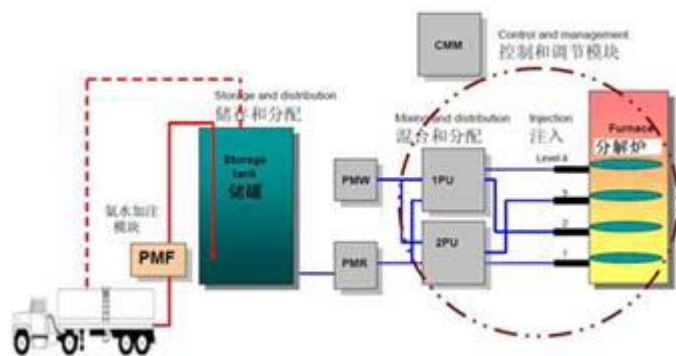 CMM
Control and management
控制和调节模块
Storage and distribution
储存和分配
Mixing and distribution
混合和分配
Injection
注入
Furnace
分解炉
Storage
tank
储罐
Level 4
3
2
1
PMW
1PU
2PU
PMR
氨水加注
模块
PMF